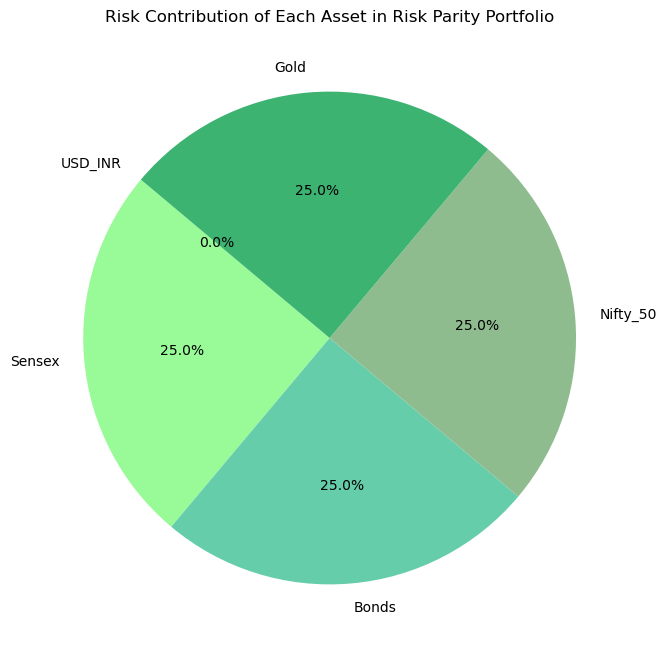 Risk Contribution of Each Asset in Risk Parity Portfolio
Gold
USD_INR
25.0%
0.0%
Nifty_50
25.0%
25.0%
Sensex
25.0%
Bonds